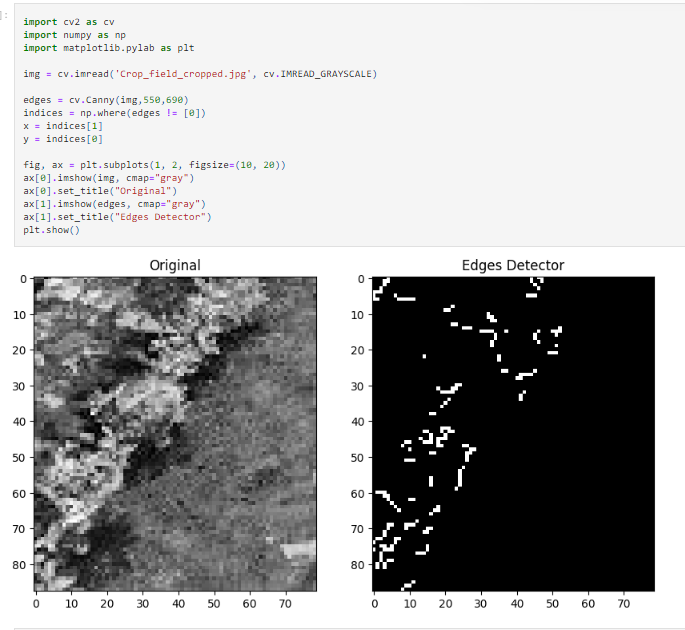 ]:
import cv2 as cv
import numpy as np
import matplotlib.pylab as plt
img = cv.imread('Crop_field_cropped.jpg', cv.IMREAD_GRAYSCALE)
edges = cv.Canny(img,550,690)
indices = np.where(edges != [0])
x = indices[1]
y = indices[0]
fig, ax = plt.subplots(1, 2, figsize=(10, 20))
ax[0].imshow(img, cmap="gray")
ax[0].set_title("Original")
ax[1].imshow(edges, cmap="gray")
ax[1].set_title("Edges Detector")
plt.show()
Original
0
10
20
30
40
50
60
70
80
0 10 20 30 40 50 60 70
Edges Detector
0
10
20
30
40
50
60
70
80
0 10 20 30 40 50 60 70